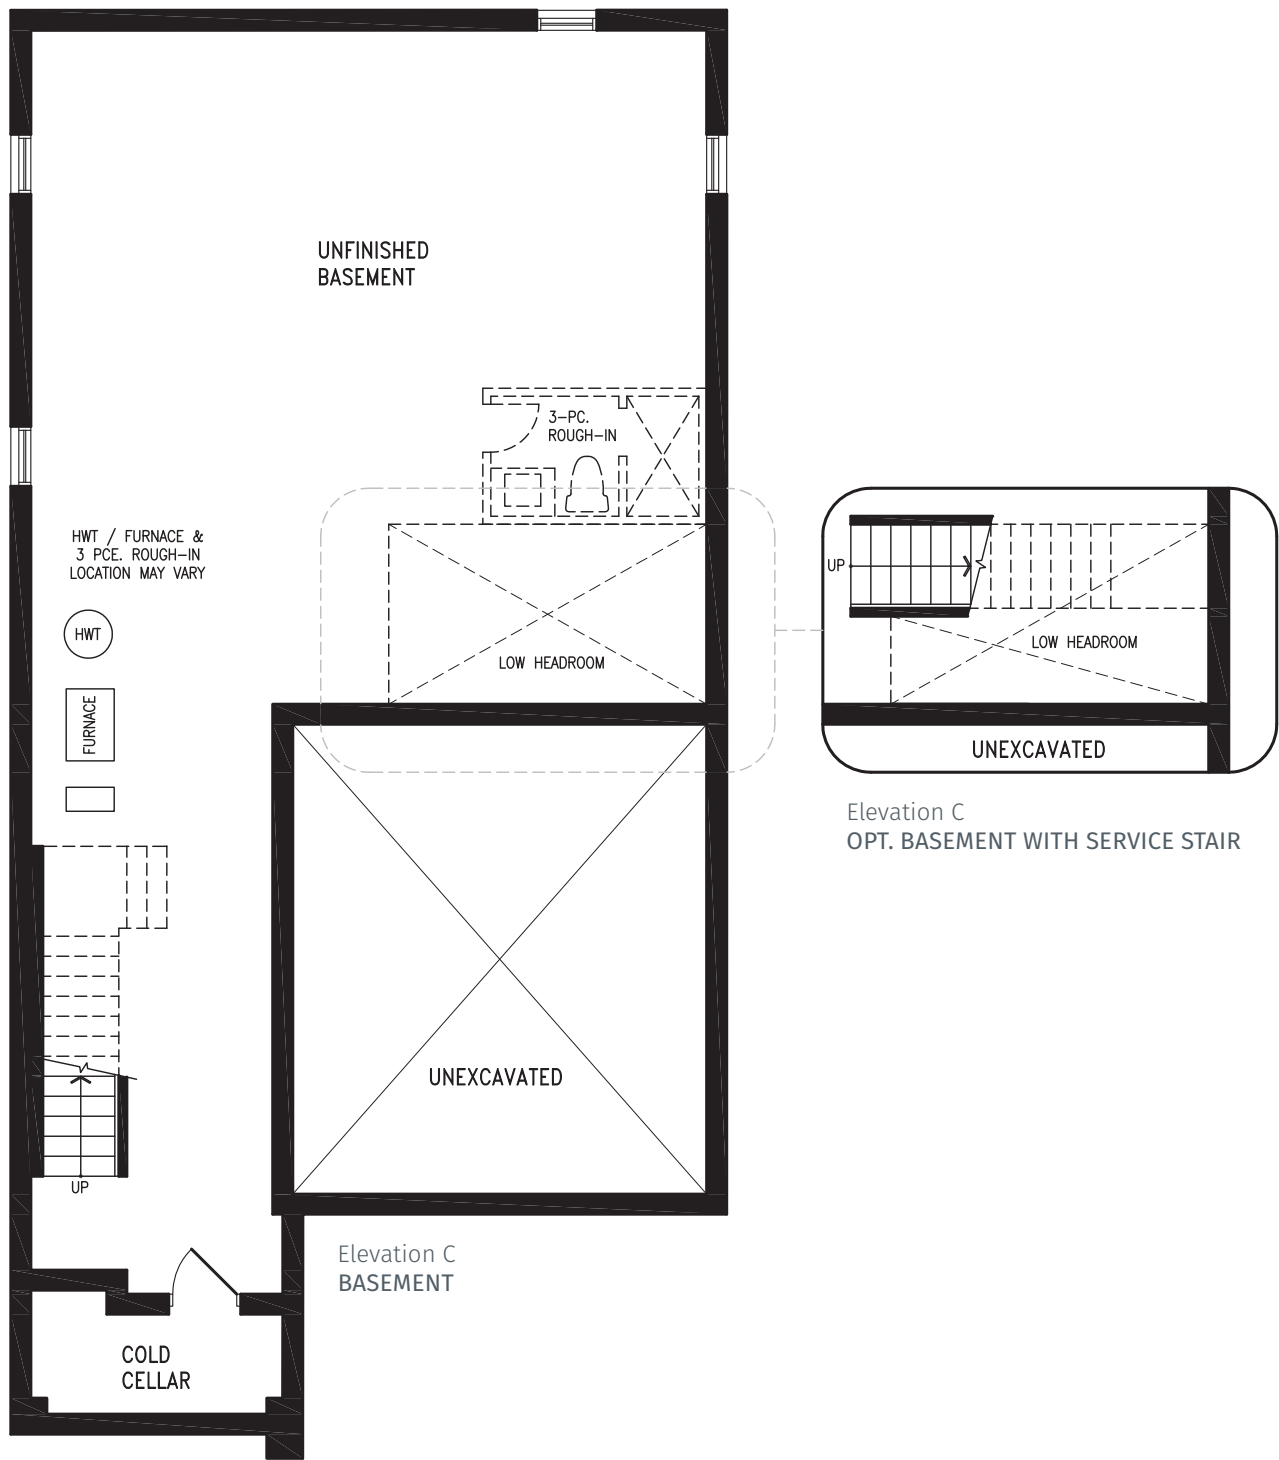 UNFINISHED
BASEMENT
3-PC.
ROUGH-IN
HWT / FURNACE &
3 PCE. ROUGH-IN
LOCATION MAY VARY
HWT
FURNACE
LOW HEADROOM
UP
LOW HEADROOM
UNEXCAVATED
Elevation C
OPT. BASEMENT WITH SERVICE STAIR
UNEXCAVATED
UP
Elevation C
BASEMENT
COLD
CELLAR